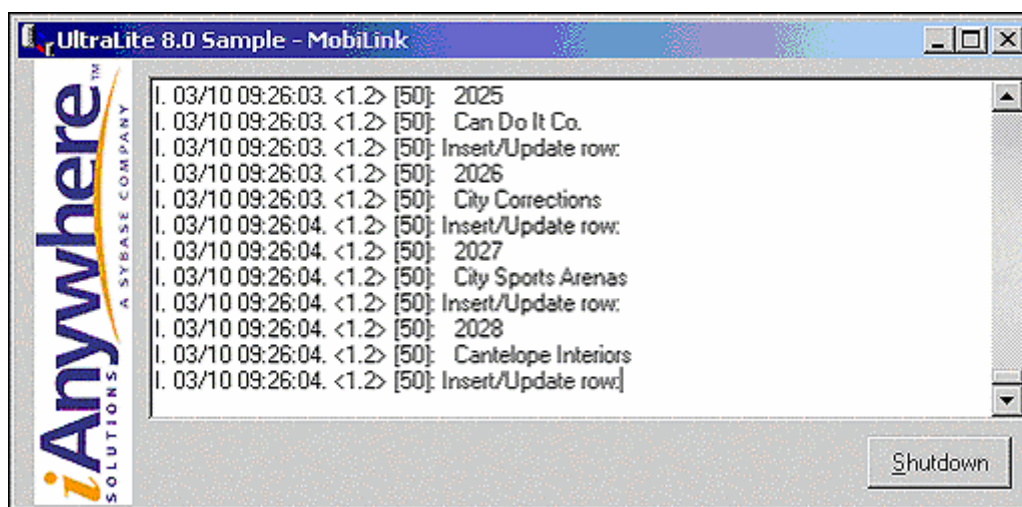 UltraLite 8.0 Sample - MobiLink
iAnywhere™
SOLUTIONS
A SYBASE COMPANY
I. 03/10 09:26:03. <1.2> [50]:   2025
I. 03/10 09:26:03. <1.2> [50]:   Can Do It Co.
I. 03/10 09:26:03. <1.2> [50]: Insert/Update row:
I. 03/10 09:26:03. <1.2> [50]:   2026
I. 03/10 09:26:03. <1.2> [50]:   City Corrections
I. 03/10 09:26:04. <1.2> [50]: Insert/Update row:
I. 03/10 09:26:04. <1.2> [50]:   2027
I. 03/10 09:26:04. <1.2> [50]:   City Sports Arenas
I. 03/10 09:26:04. <1.2> [50]: Insert/Update row:
I. 03/10 09:26:04. <1.2> [50]:   2028
I. 03/10 09:26:04. <1.2> [50]:   Cantelope Interiors
I. 03/10 09:26:04. <1.2> [50]: Insert/Update row:
Shutdown